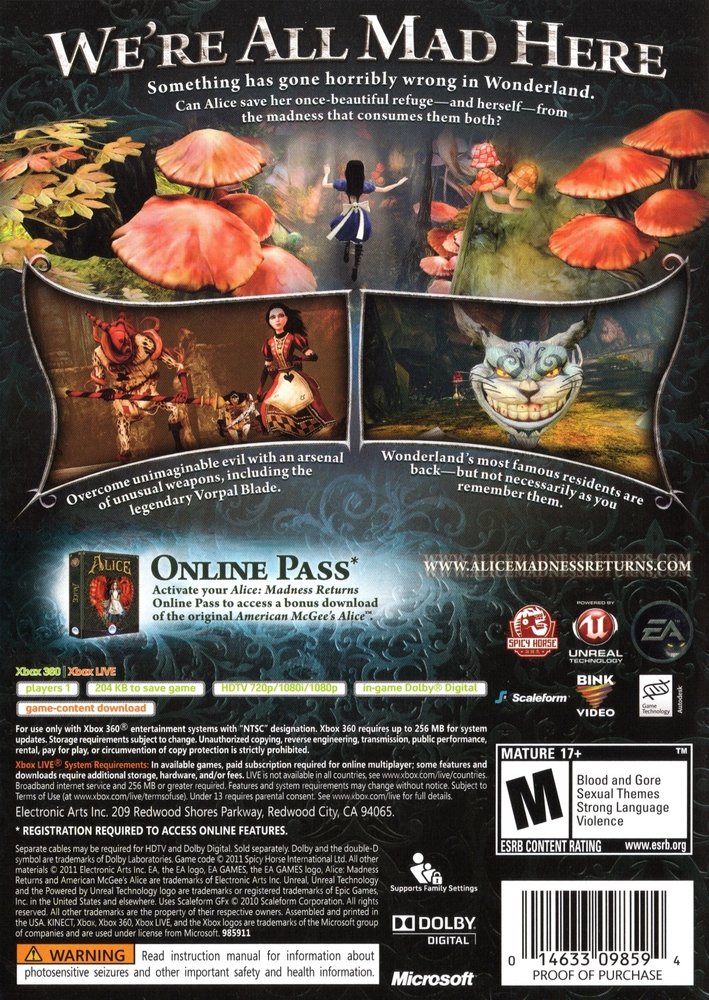 WE'RE ALL MAD HERE
Something has gone horribly wrong in Wonderland.
Can Alice save her once-beautiful refuge—and herself—from
the madness that consumes them both?
Overcome unimaginable evil with an arsenal
of unusual weapons, including the
legendary Vorpal Blade.
Wonderland's most famous residents are
back—but not necessarily as you
remember them.
ALICE
ALICE
ONLINE PASS*
Activate your Alice: Madness Returns
Online Pass to access a bonus download
of the original American McGee's Alice™.
WWW.ALICEMADNESSRETURNS.COM
SPICY HORSE
POWERED BY
UNREAL
TECHNOLOGY
EA
Scaleform
BINK
VIDEO
Game
Technology
Autodesk
Xbox 360 | Xbox LIVE
players 1
204 KB to save game
HDTV 720p/1080i/1080p
in-game Dolby® Digital
game-content download
For use only with Xbox 360® entertainment systems with "NTSC" designation. Xbox 360 requires up to 256 MB for system
updates. Storage requirements subject to change. Unauthorized copying, reverse engineering, transmission, public performance,
rental, pay for play, or circumvention of copy protection is strictly prohibited.
Xbox LIVE® System Requirements: In available games, paid subscription required for online multiplayer; some features and
downloads require additional storage, hardware, and/or fees. LIVE is not available in all countries, see www.xbox.com/live/countries.
Broadband internet service and 256 MB or greater required. Features and system requirements may change without notice. Subject to
Terms of Use (at www.xbox.com/live/termsofuse). Under 13 requires parental consent. See www.xbox.com/live for full details.
Electronic Arts Inc. 209 Redwood Shores Parkway, Redwood City, CA 94065.
* REGISTRATION REQUIRED TO ACCESS ONLINE FEATURES.
Separate cables may be required for HDTV and Dolby Digital. Sold separately. Dolby and the double-D
symbol are trademarks of Dolby Laboratories. Game code © 2011 Spicy Horse International Ltd. All other
materials © 2011 Electronic Arts Inc. EA, the EA logo, EA GAMES, the EA GAMES logo, Alice: Madness
Returns and American McGee's Alice are trademarks of Electronic Arts Inc. Unreal, Unreal Technology
and the Powered by Unreal Technology logo are trademarks or registered trademarks of Epic Games,
Inc. in the United States and elsewhere. Uses Scaleform GFx © 2010 Scaleform Corporation. All rights
reserved. All other trademarks are the property of their respective owners. Assembled and printed in
the USA. KINECT, Xbox, Xbox 360, Xbox LIVE, and the Xbox logos are trademarks of the Microsoft group
of companies and are used under license from Microsoft. 985911
WARNING
Read instruction manual for information about
photosensitive seizures and other important safety and health information.
Supports Family Settings
DOLBY
DIGITAL
Microsoft
MATURE 17+
TM
M
Blood and Gore
Sexual Themes
Strong Language
Violence
ESRB CONTENT RATING
www.esrb.org
0 14633 09859 4
PROOF OF PURCHASE